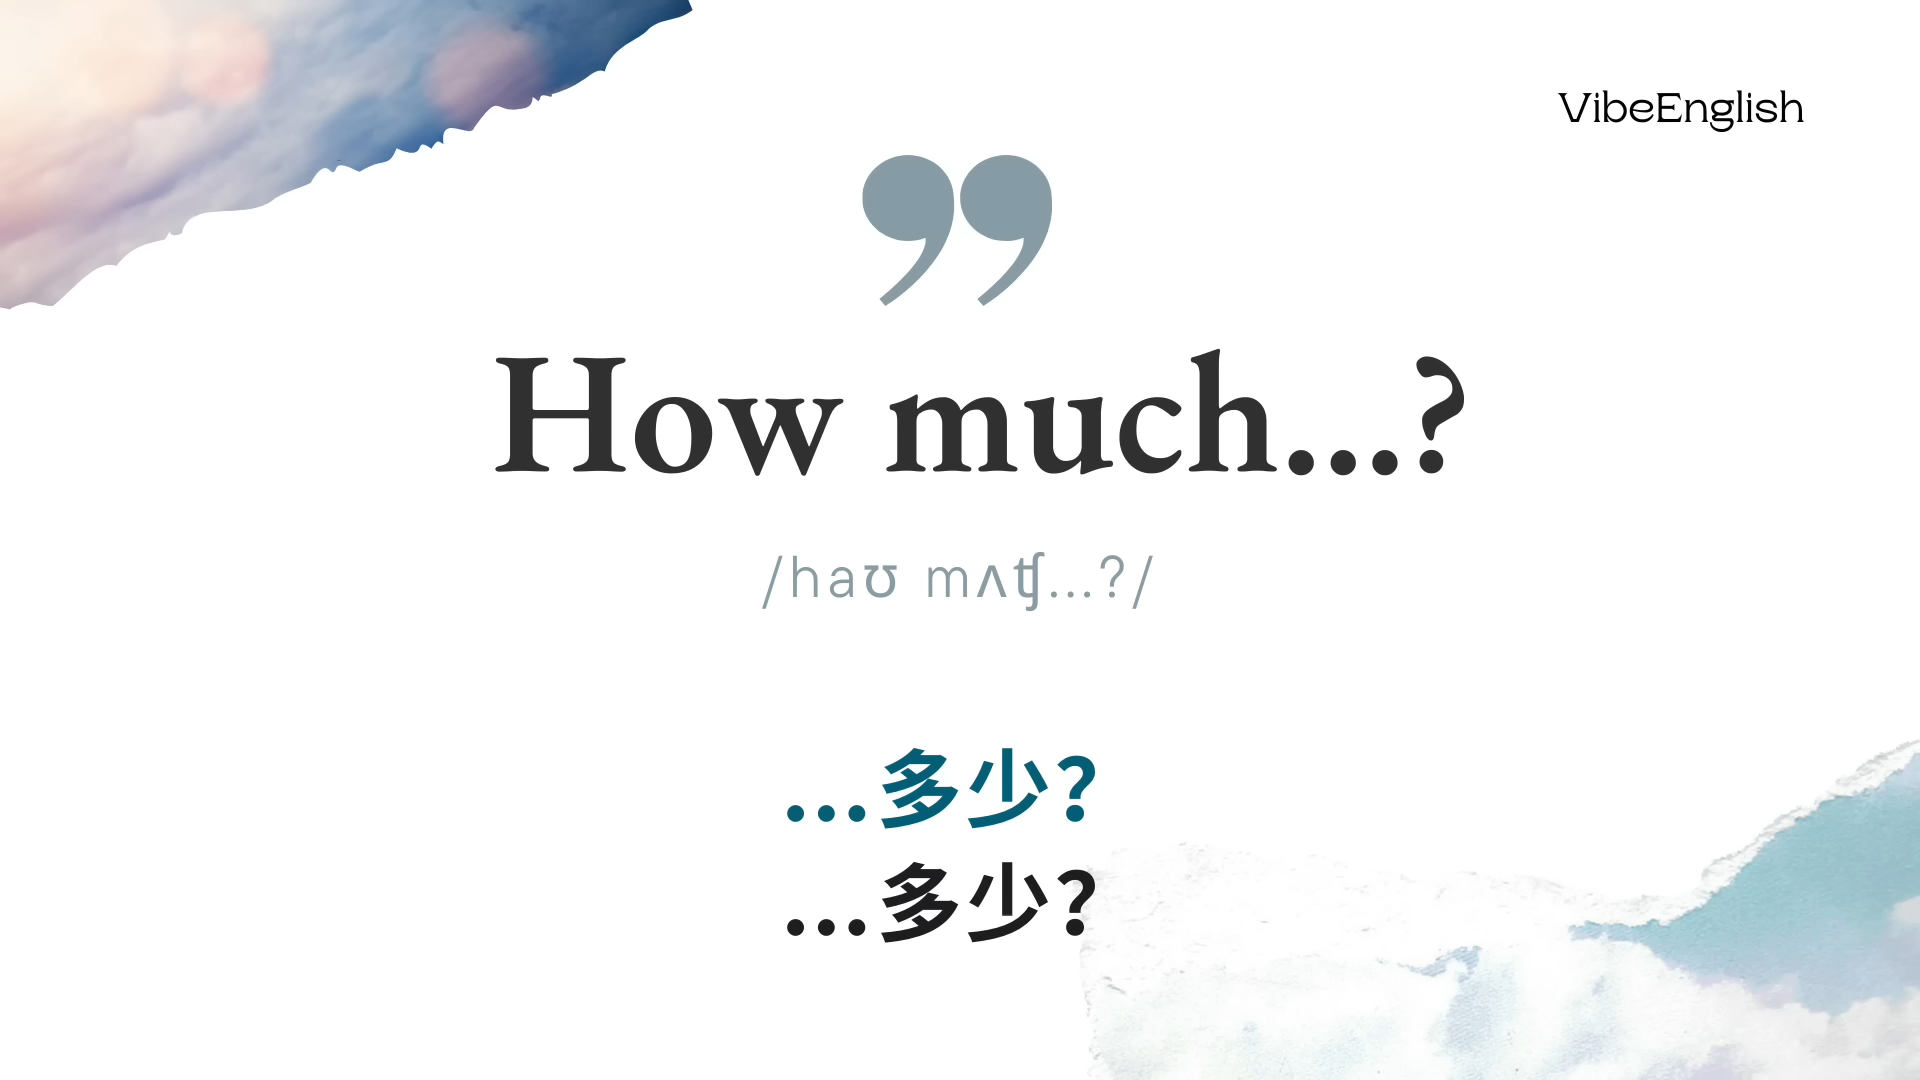 VibeEnglish
”
How much...?
/haʊ mʌʧ...?/
...多少?
...多少?